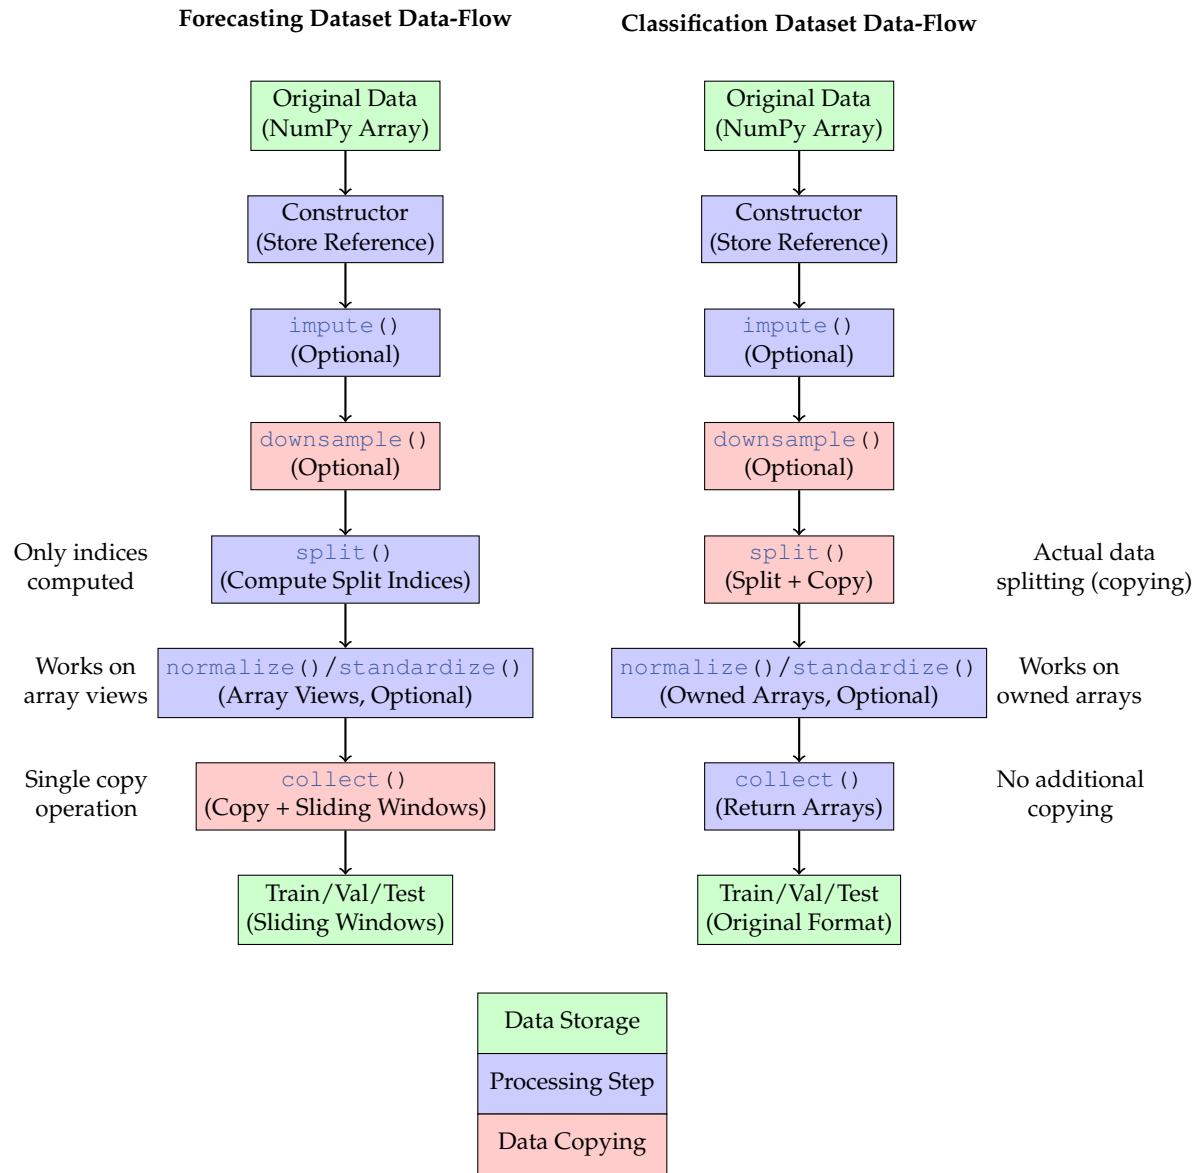 Forecasting Dataset Data-Flow
Original Data
(NumPy Array)
Constructor
(Store Reference)
impute()
(Optional)
downsample()
(Optional)
Only indices
computed
split()
(Compute Split Indices)
Works on
array views
normalize()/standardize()
(Array Views, Optional)
Single copy
operation
collect()
(Copy + Sliding Windows)
Train/Val/Test
(Sliding Windows)
Classification Dataset Data-Flow
Original Data
(NumPy Array)
Constructor
(Store Reference)
impute()
(Optional)
downsample()
(Optional)
split()
(Split + Copy)
Actual data
splitting (copying)
normalize()/standardize()
(Owned Arrays, Optional)
Works on
owned arrays
collect()
(Return Arrays)
No additional
copying
Train/Val/Test
(Original Format)
Data Storage
Processing Step
Data Copying